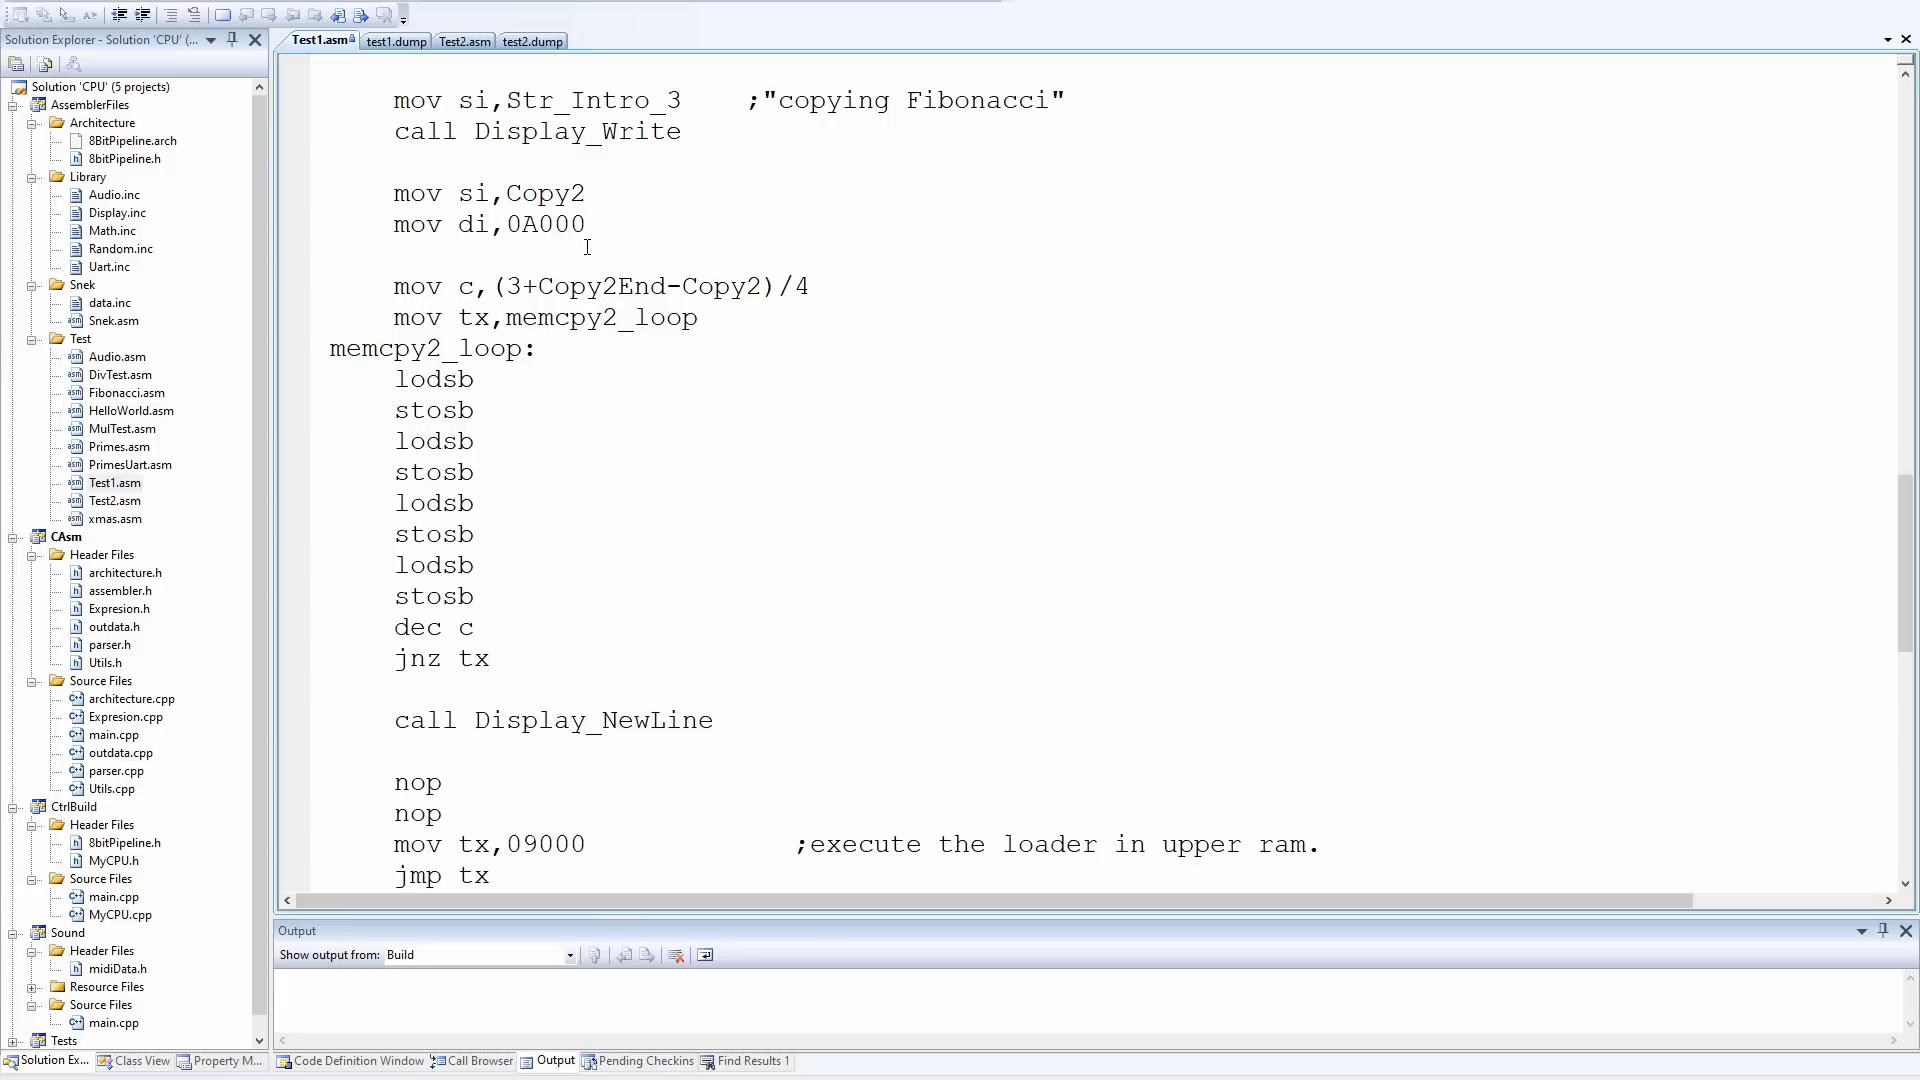 Solution Explorer - Solution 'CPU' (...
Solution 'CPU' (5 projects)
AssemblerFiles
Architecture
8BitPipeline.arch
8bitPipeline.h
Library
Audio.inc
Display.inc
Math.inc
Random.inc
Uart.inc
Snek
data.inc
Snek.asm
Test
Audio.asm
DivTest.asm
Fibonacci.asm
HelloWorld.asm
MulTest.asm
Primes.asm
PrimesUart.asm
Test1.asm
Test2.asm
xmas.asm
CAsm
Header Files
architecture.h
assembler.h
Expresion.h
outdata.h
parser.h
Utils.h
Source Files
architecture.cpp
Expresion.cpp
main.cpp
outdata.cpp
parser.cpp
Utils.cpp
CtrlBuild
Header Files
8bitPipeline.h
MyCPU.h
Source Files
main.cpp
MyCPU.cpp
Sound
Header Files
midiData.h
Resource Files
Source Files
main.cpp
Tests
Solution Ex... Class View Property M...
Test1.asm test1.dump Test2.asm test2.dump
mov si,Str_Intro_3 ;"copying Fibonacci"
call Display_Write
mov si,Copy2
mov di,0A000
mov c,(3+Copy2End-Copy2)/4
mov tx,memcpy2_loop
memcpy2_loop:
lodsb
stosb
lodsb
stosb
lodsb
stosb
lodsb
stosb
dec c
jnz tx
call Display_NewLine
nop
nop
mov tx,09000 ;execute the loader in upper ram.
jmp tx
Output
Show output from: Build
Code Definition Window Call Browser Output Pending Checkins Find Results 1